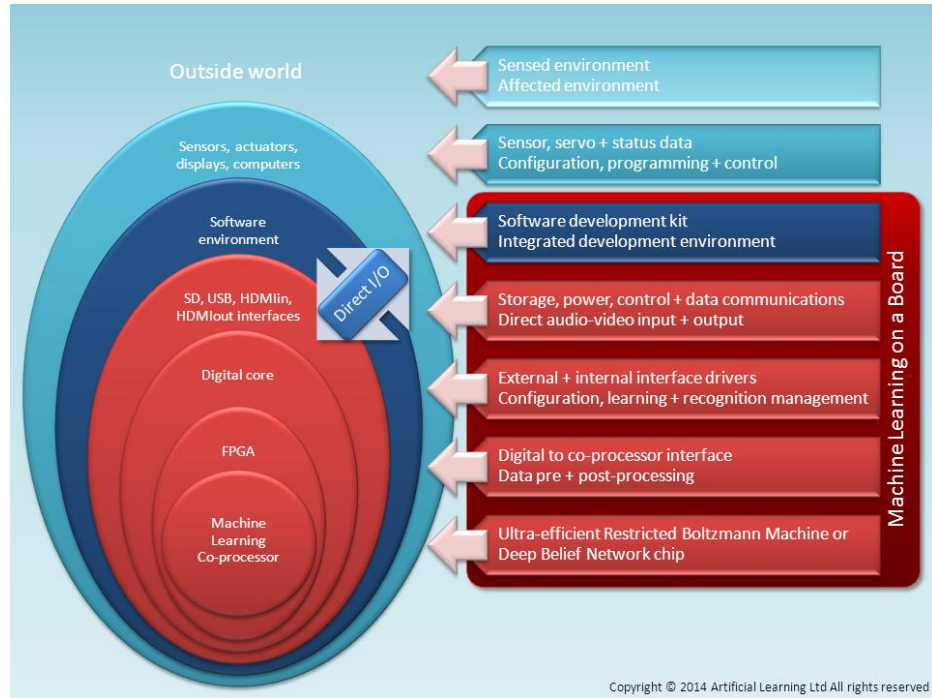 Outside world
Sensed environment
Affected environment
Sensors, actuators,
displays, computers
Sensor, servo + status data
Configuration, programming + control
Software
environment
Software development kit
Integrated development environment
SD, USB, HDMIin,
HDMIout interfaces
Direct I/O
Storage, power, control + data communications
Direct audio-video input + output
Digital core
External + internal interface drivers
Configuration, learning + recognition management
FPGA
Digital to co-processor interface
Data pre + post-processing
Machine
Learning
Co-processor
Ultra-efficient Restricted Boltzmann Machine or
Deep Belief Network chip
Machine Learning on a Board
Copyright © 2014 Artificial Learning Ltd All rights reserved